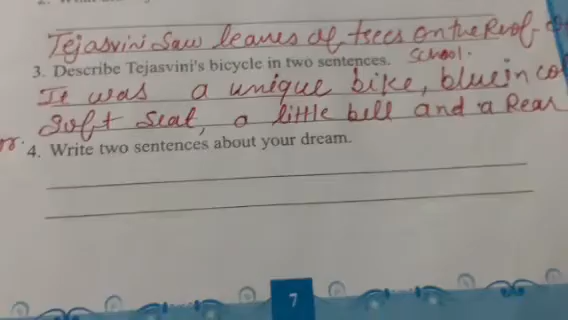 Tejasvini saw leaves of trees on the Roof of
School.
3. Describe Tejasvini's bicycle in two sentences.
It was a unique bike, blue in co
Soft Seat, a little bell and a Rear
4. Write two sentences about your dream.
7